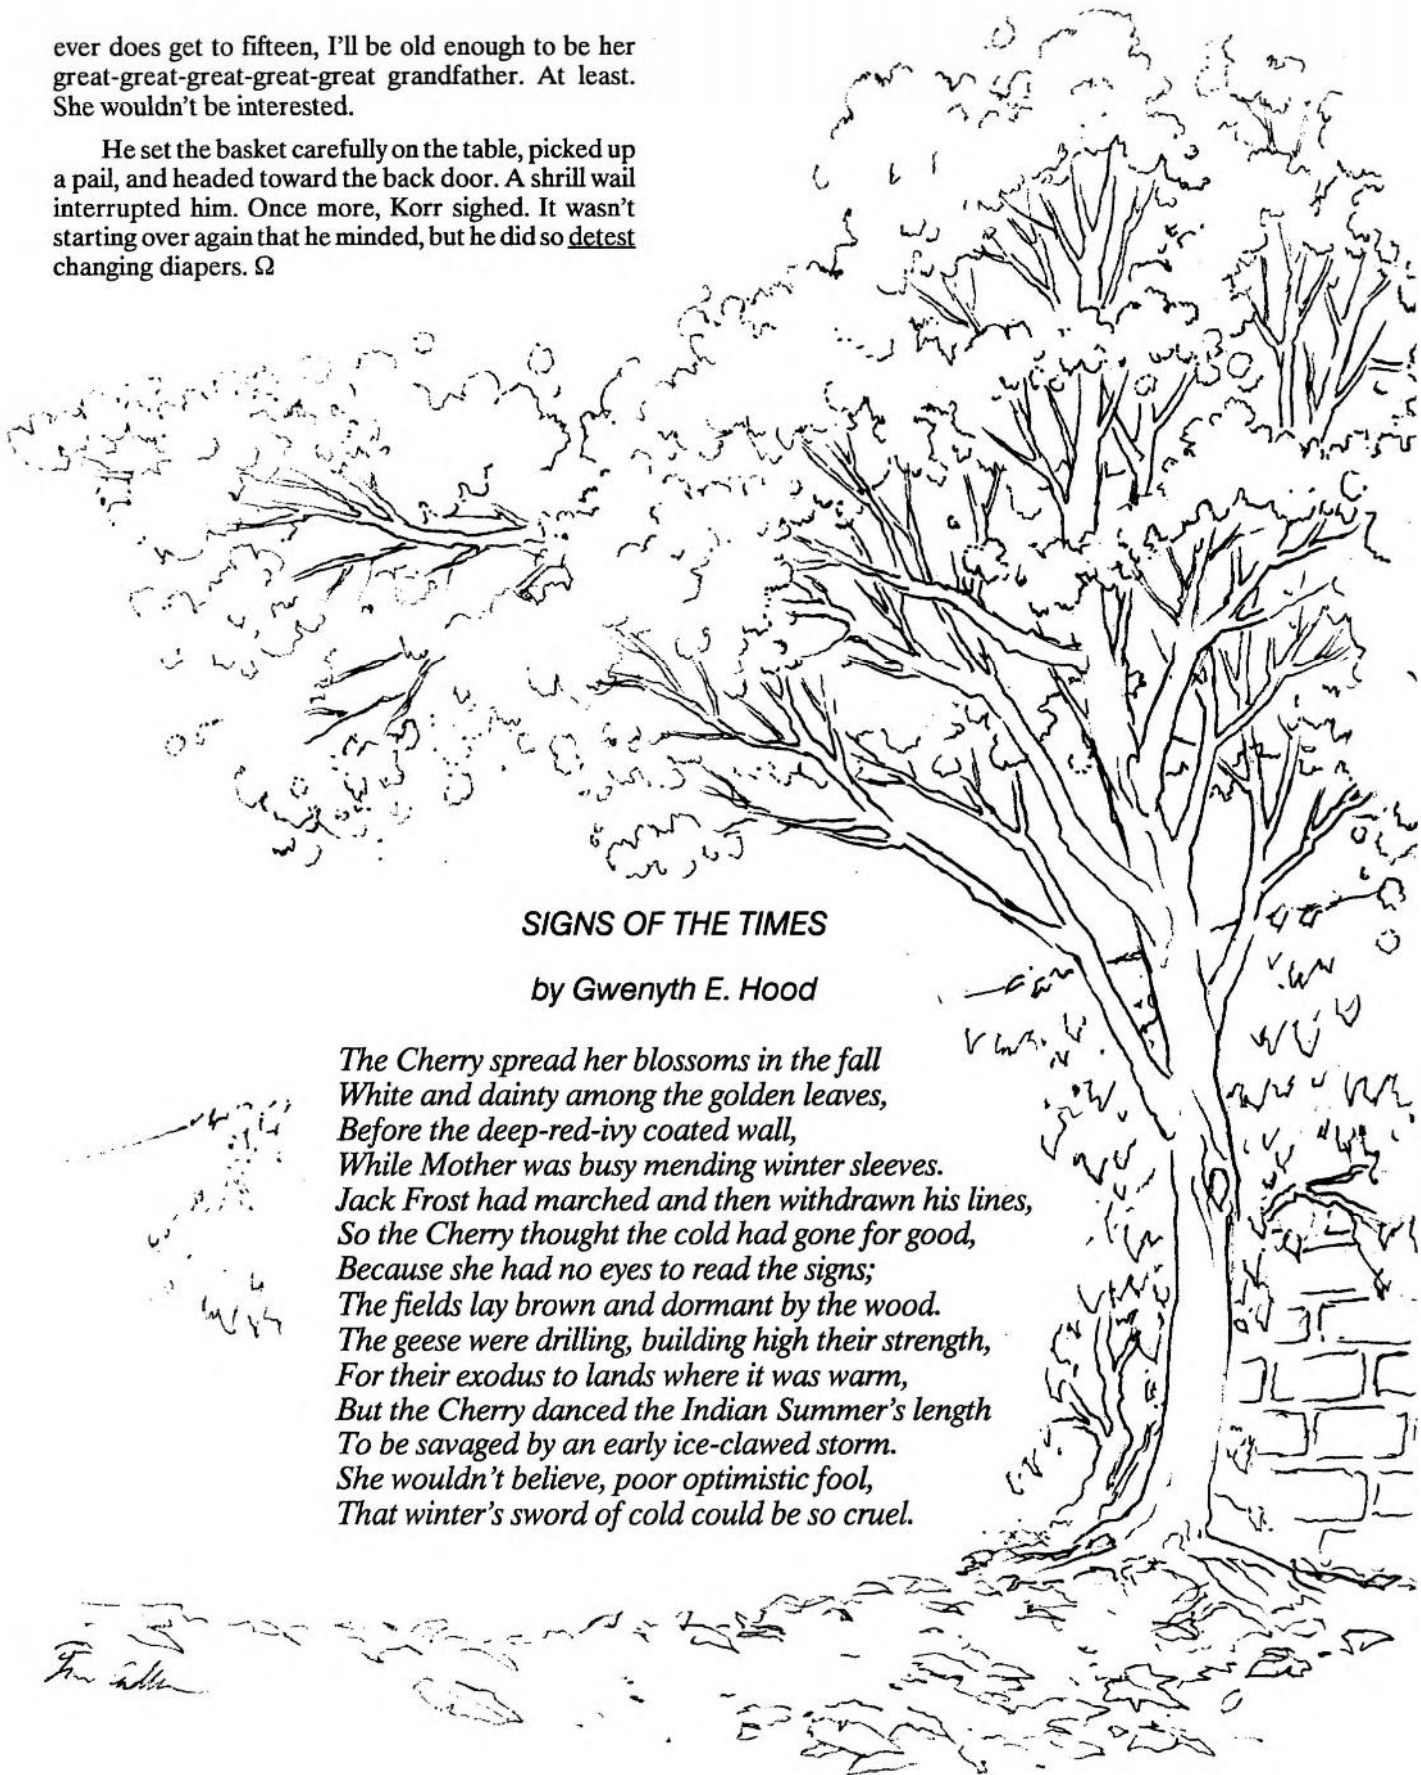 ever does get to fifteen, I'll be old enough to be her
great-great-great-great-great grandfather. At least.
She wouldn't be interested.
He set the basket carefully on the table, picked up
a pail, and headed toward the back door. A shrill wail
interrupted him. Once more, Korr sighed. It wasn't
starting over again that he minded, but he did so detest
changing diapers. Ω
SIGNS OF THE TIMES
by Gwenyth E. Hood
The Cherry spread her blossoms in the fall
White and dainty among the golden leaves,
Before the deep-red-ivy coated wall,
While Mother was busy mending winter sleeves.
Jack Frost had marched and then withdrawn his lines,
So the Cherry thought the cold had gone for good,
Because she had no eyes to read the signs;
The fields lay brown and dormant by the wood.
The geese were drilling, building high their strength,
For their exodus to lands where it was warm,
But the Cherry danced the Indian Summer's length
To be savaged by an early ice-clawed storm.
She wouldn't believe, poor optimistic fool,
That winter's sword of cold could be so cruel.